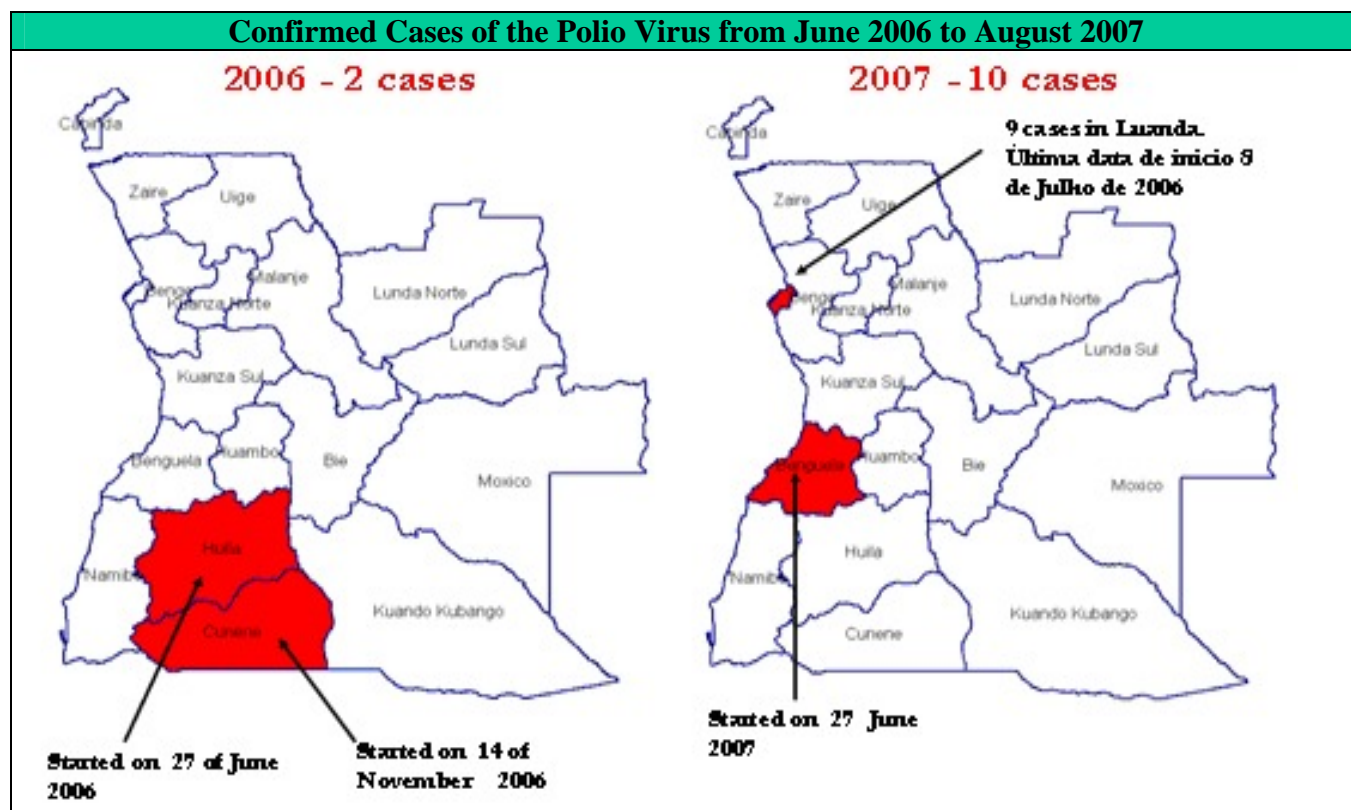 Confirmed Cases of the Polio Virus from June 2006 to August 2007
2006 - 2 cases
Cabinda
Zaire
Uige
Bengo
Kuanza Norte
Malanje
Lunda Norte
Lunda Sul
Kuanza Sul
Benguela
Huambo
Bie
Moxico
Huila
Namibe
Cunene
Kuando Kubango
Started on 27 of June
2006
Started on 14 of
November 2006
2007 -10 cases
9 cases in Luanda.
Última data de inicio
de Julho de 2006
Cabinda
Zaire
Uige
Bengo
Kuanza Norte
Malanje
Lunda Norte
Lunda Sul
Kuanza Sul
Benguela
Huambo
Bie
Moxico
Huila
Namibe
Cunene
Kuando Kubango
Started on 27 June
2007